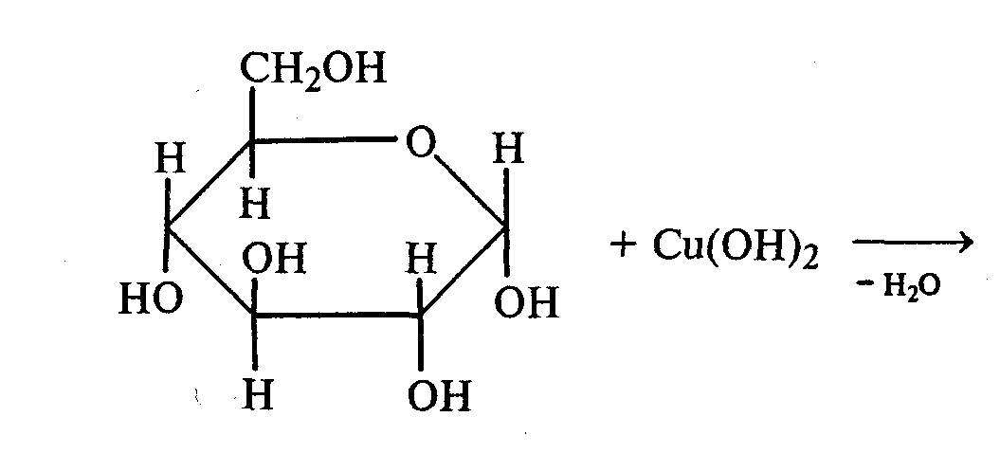 CH₂OH
H O H
H
OH H + Cu(OH)₂
HO - H₂O
OH
H OH